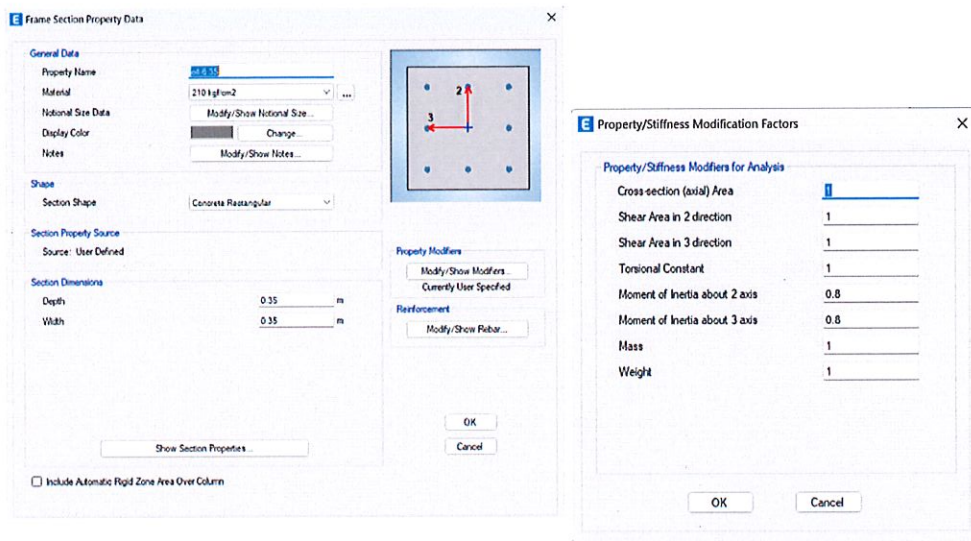 E Frame Section Property Data
General Data
Property Name
Material
210 kgf/cm2
Notional Size Data
Modify/Show Notional Size...
Display Color
Change...
Notes
Modify/Show Notes...
Shape
Section Shape
Concrete Rectangular
Section Property Source
Source: User Defined
Section Dimensions
Depth
0.35
m
Width
0.35
m
Show Section Properties...
Include Automatic Rigid Zone Area Over Column
2
3
Property Modifiers
Modify/Show Modifiers...
Currently User Specified
Reinforcement
Modify/Show Rebar...
OK
Cancel
E Property/Stiffness Modification Factors
Property/Stiffness Modifiers for Analysis
Cross-section (axial) Area
1
Shear Area in 2 direction
1
Shear Area in 3 direction
1
Torsional Constant
1
Moment of Inertia about 2 axis
0.8
Moment of Inertia about 3 axis
0.8
Mass
1
Weight
1
OK
Cancel